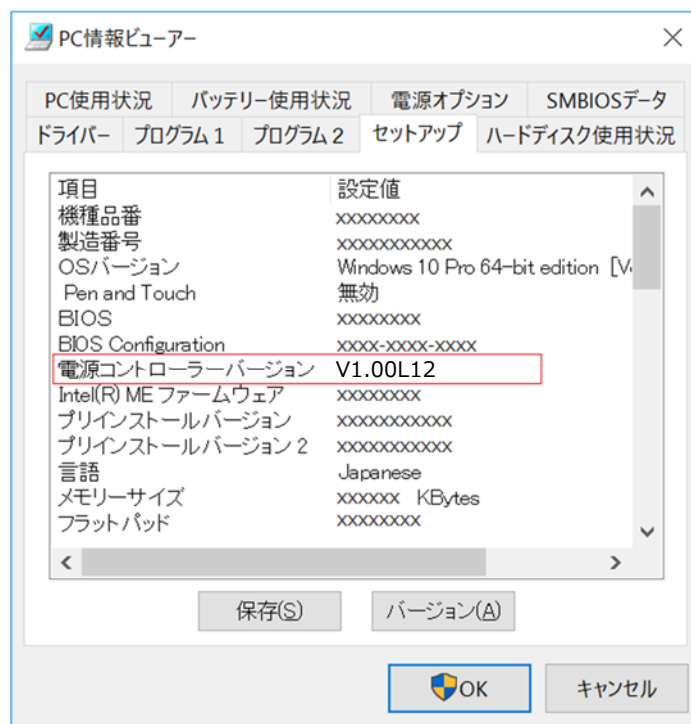 PC情報ビューアー
PC使用状況 バッテリー使用状況 電源オプション SMBIOSデータ
ドライバー プログラム 1 プログラム 2 セットアップ ハードディスク使用状況
項目 設定値
機種品番 xxxxxxxx
製造番号 xxxxxxxxxxx
OSバージョン Windows 10 Pro 64-bit edition [V
Pen and Touch 無効
BIOS xxxxxxxx
BIOS Configuration xxxx-xxxx-xxxx
電源コントローラーバージョン V1.00L12
Intel(R) ME ファームウェア xxxxxxxx
プリインストールバージョン xxxxxxxxxxx
プリインストールバージョン 2 xxxxxxxxxxx
言語 Japanese
メモリーサイズ xxxxxx KBytes
フラットパッド xxxxxxxx
保存(S) バージョン(A)
OK キャンセル